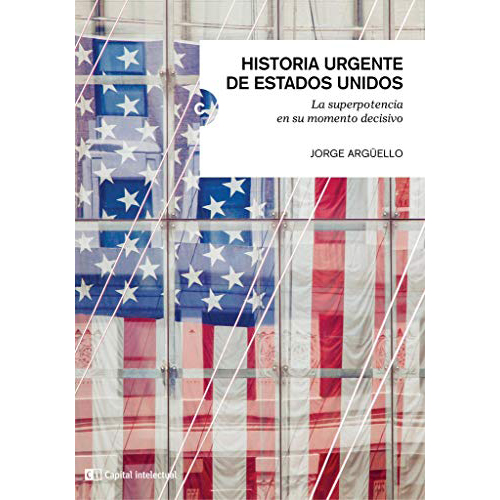 HISTORIA URGENTE
DE ESTADOS UNIDOS
La superpotencia
en su momento decisivo
JORGE ARGÜELLO
Capital intelectual